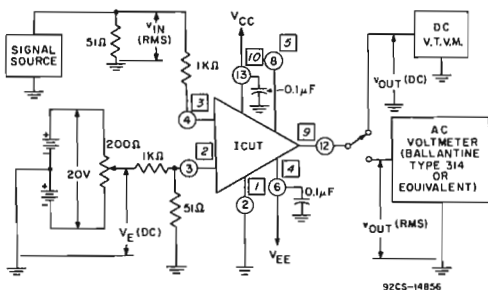 SIGNAL
SOURCE
51Ω
vIN
(RMS)
1KΩ
VCC
10
13
5
8
0.1µF
3
4
ICUT
9
12
2
3
1
2
4
6
0.1µF
VEE
200Ω
1KΩ
20V
51Ω
VE(DC)
DC
V.T.V.M.
vOUT(DC)
AC
VOLTMETER
(BALLANTINE
TYPE 314
OR
EQUIVALENT)
vOUT(RMS)
92CS-14856